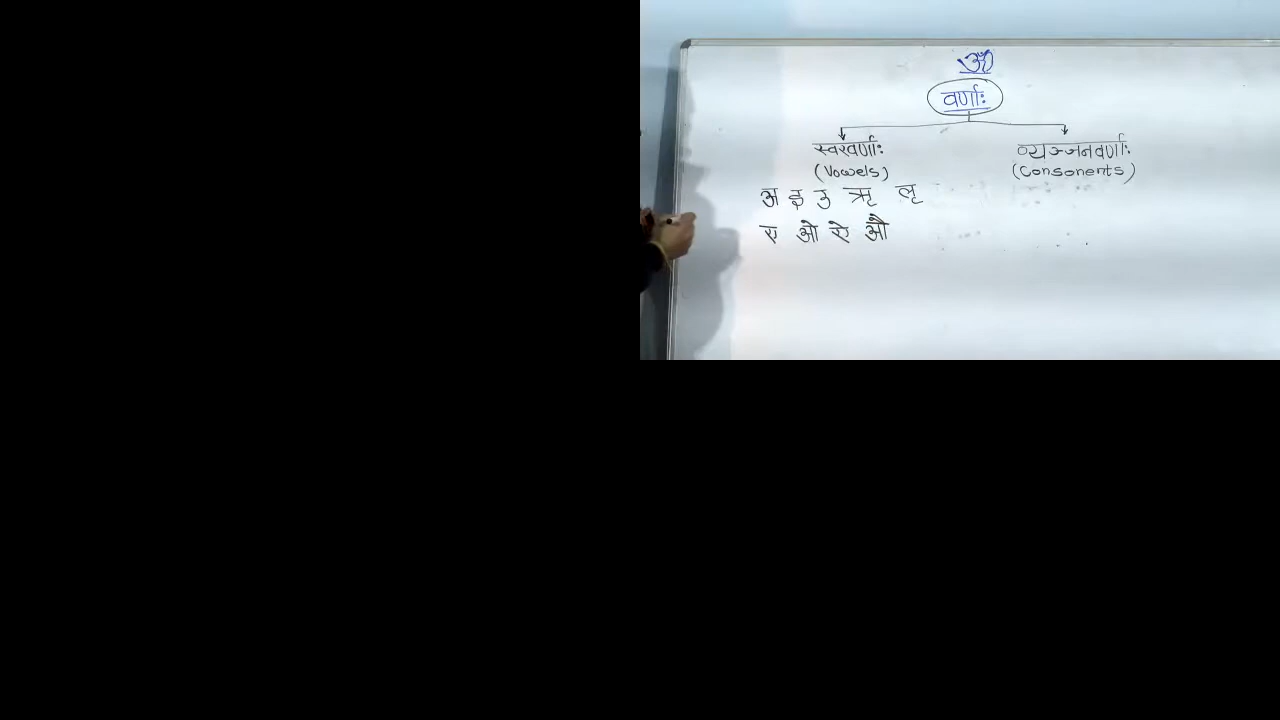 ॐ
वर्णाः
स्वरवर्णाः व्यञ्जनवर्णाः
(Vowels) (Consonents)
अ इ उ ऋ लृ
ए ओ ऐ औ